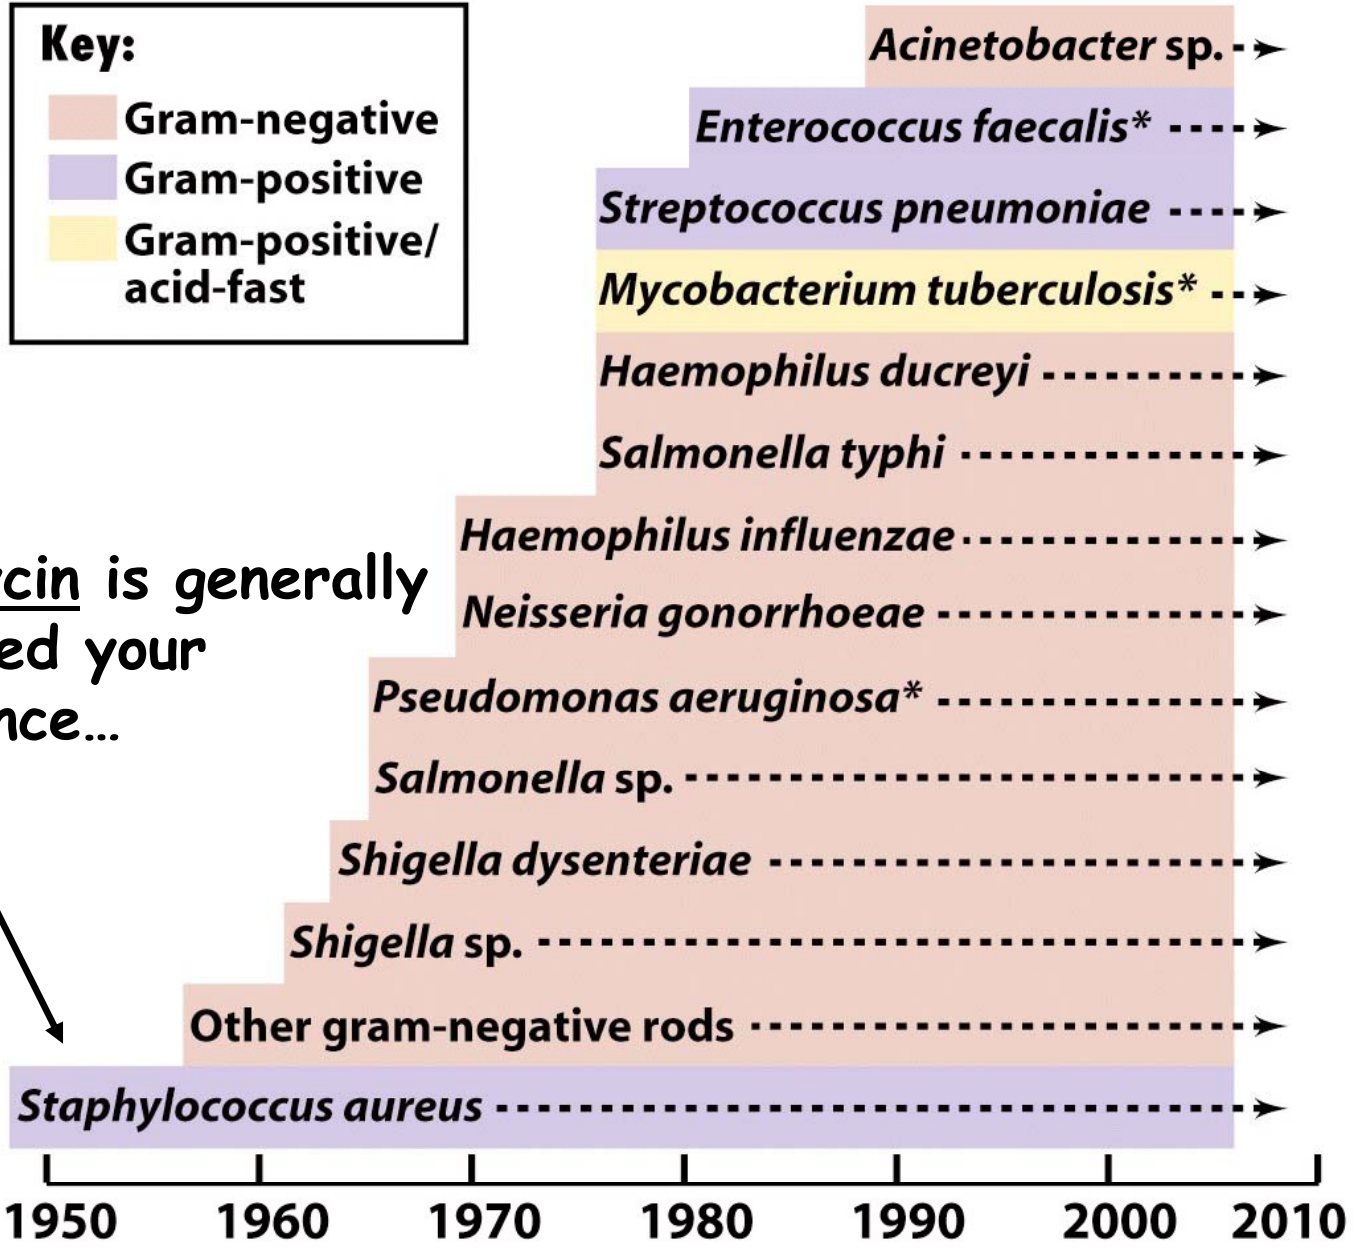 Key:
Gram-negative
Gram-positive
Gram-positive/
acid-fast
Acinetobacter sp.
Enterococcus faecalis*
Streptococcus pneumoniae
Mycobacterium tuberculosis*
Haemophilus ducreyi
Salmonella typhi
Haemophilus influenzae
Neisseria gonorrhoeae
Pseudomonas aeruginosa*
Salmonella sp.
Shigella dysenteriae
Shigella sp.
Other gram-negative rods
Staphylococcus aureus
is generally
your
1950 1960 1970 1980 1990 2000 2010